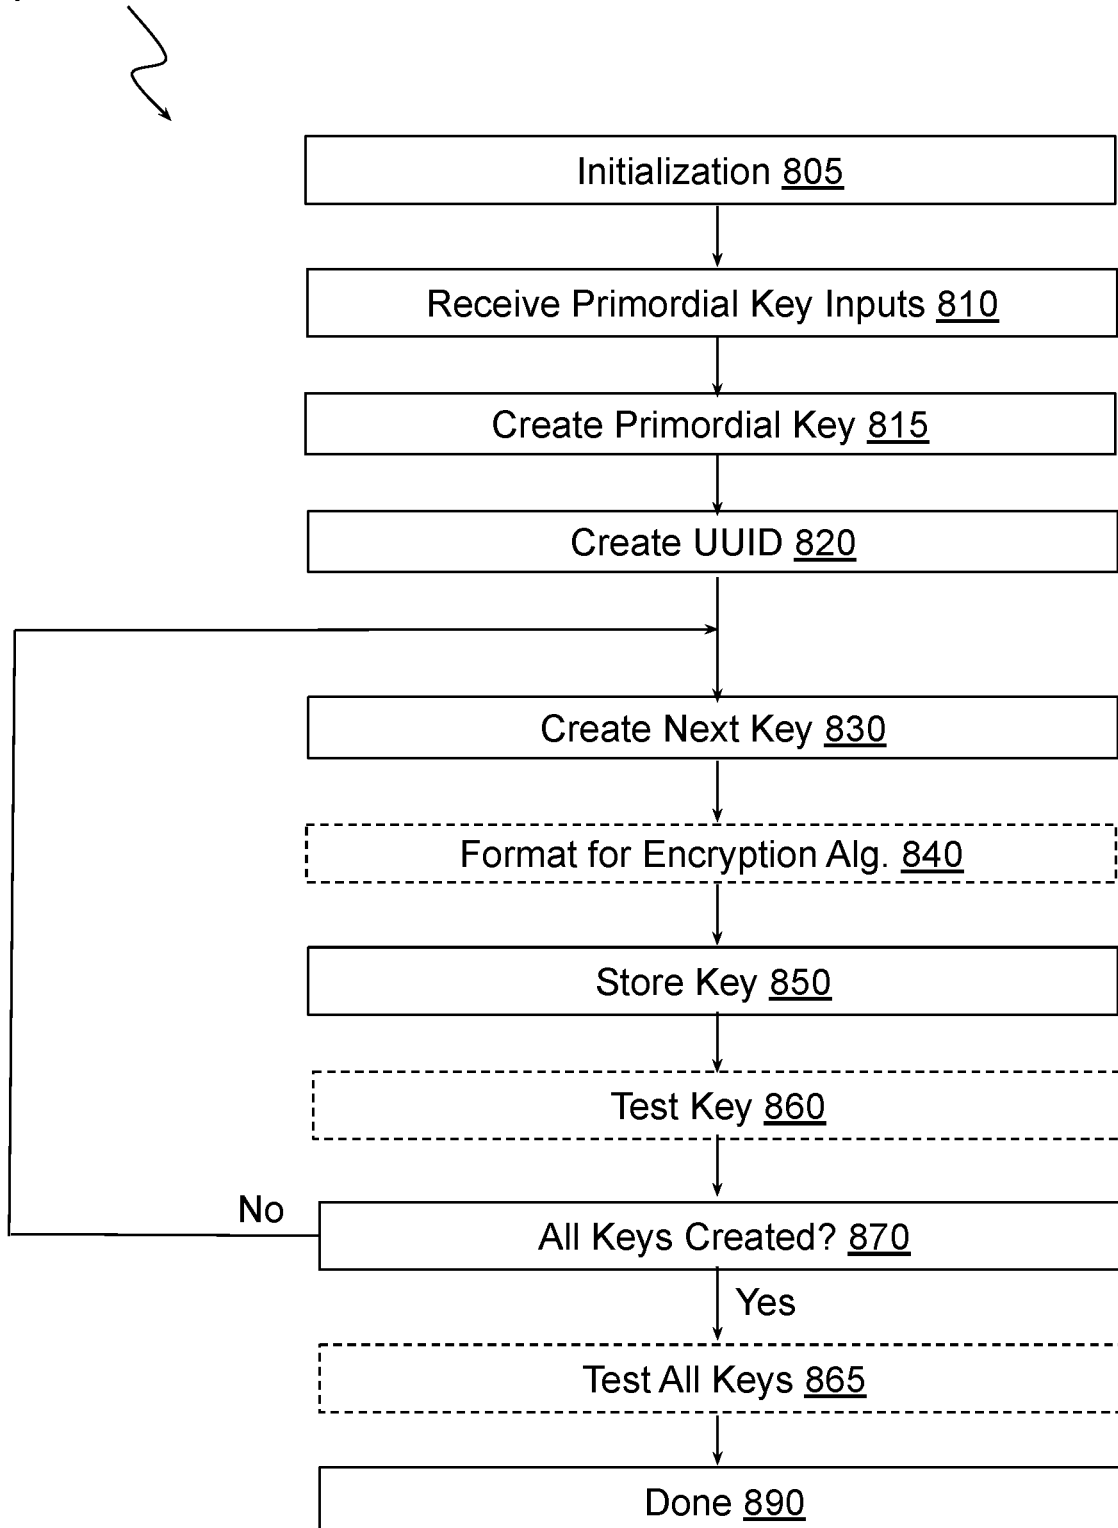 Initialization 805
Receive Primordial Key Inputs 810
Create Primordial Key 815
Create UUID 820
Create Next Key 830
Format for Encryption Alg. 840
Store Key 850
Test Key 860
No
All Keys Created? 870
Yes
Test All Keys 865
Done 890